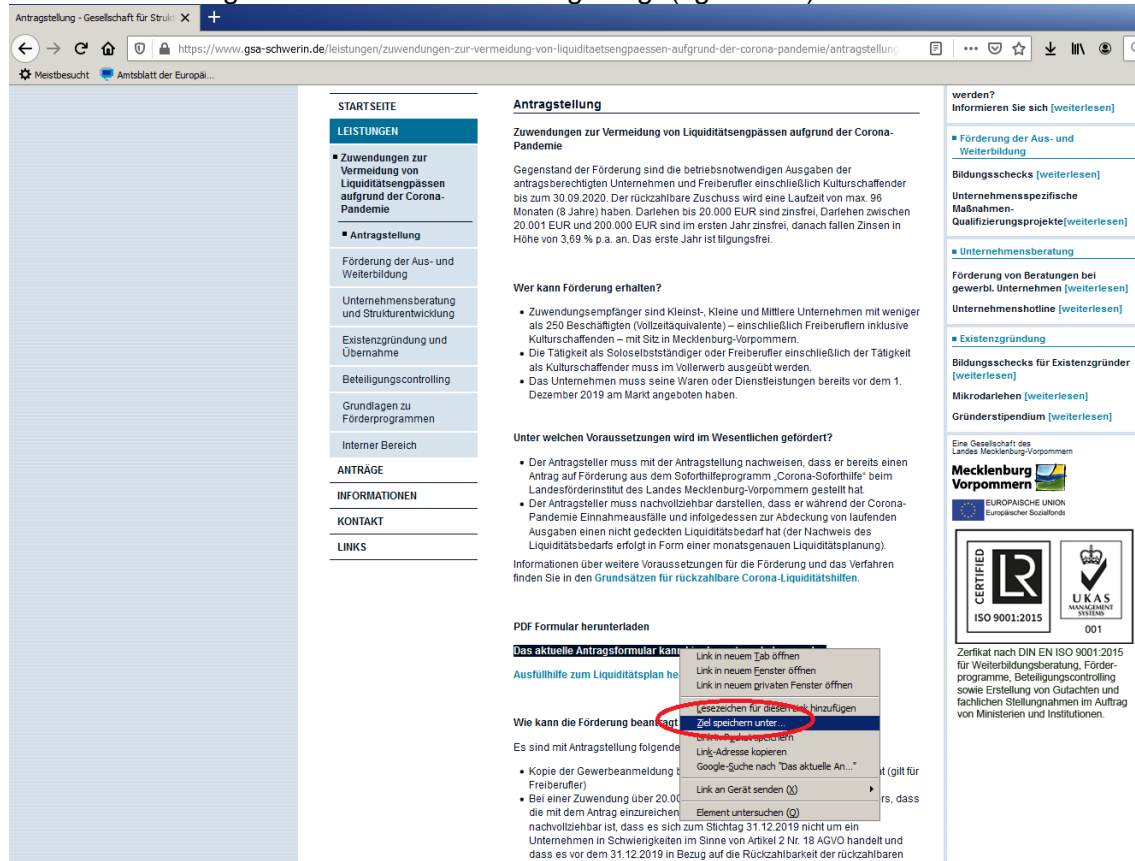 Antragstellung - Gesellschaft für Strukt
https://www.gsa-schwerin.de/leistungen/zuwendungen-zur-vermeidung-von-liquiditaetsengpaessen-aufgrund-der-corona-pandemie/antragstellung
Meistbesucht Amtsblatt der Europäi...
STARTSEITE
LEISTUNGEN
Zuwendungen zur
Vermeidung von
Liquiditätsengpässen
aufgrund der Corona-
Pandemie
Antragstellung
Förderung der Aus- und
Weiterbildung
Unternehmensberatung
und Strukturentwicklung
Existenzgründung und
Übernahme
Beteiligungscontrolling
Grundlagen zu
Förderprogrammen
Interner Bereich
ANTRÄGE
INFORMATIONEN
KONTAKT
LINKS
Antragstellung
Zuwendungen zur Vermeidung von Liquiditätsengpässen aufgrund der Corona-
Pandemie
Gegenstand der Förderung sind die betriebsnotwendigen Ausgaben der
antragsberechtigten Unternehmen und Freiberufler einschließlich Kulturschaffender
bis zum 30.09.2020. Der rückzahlbare Zuschuss wird eine Laufzeit von max. 96
Monaten (8 Jahre) haben. Darlehen bis 20.000 EUR sind zinsfrei, Darlehen zwischen
20.001 EUR und 200.000 EUR sind im ersten Jahr zinsfrei, danach fallen Zinsen in
Höhe von 3,69 % p.a. an. Das erste Jahr ist tilgungsfrei.
Wer kann Förderung erhalten?
• Zuwendungsempfänger sind Kleinst-, Kleine und Mittlere Unternehmen mit weniger
als 250 Beschäftigten (Vollzeitäquivalente) – einschließlich Freiberuflern inklusive
Kulturschaffenden – mit Sitz in Mecklenburg-Vorpommern.
• Die Tätigkeit als Soloselbstständiger oder Freiberufler einschließlich der Tätigkeit
als Kulturschaffender muss im Vollerwerb ausgeübt werden.
• Das Unternehmen muss seine Waren oder Dienstleistungen bereits vor dem 1.
Dezember 2019 am Markt angeboten haben.
Unter welchen Voraussetzungen wird im Wesentlichen gefördert?
• Der Antragsteller muss mit der Antragstellung nachweisen, dass er bereits einen
Antrag auf Förderung aus dem Soforthilfeprogramm „Corona-Soforthilfe" beim
Landesförderinstitut des Landes Mecklenburg-Vorpommern gestellt hat.
• Der Antragsteller muss nachvollziehbar darstellen, dass er während der Corona-
Pandemie Einnahmeausfälle und infolgedessen zur Abdeckung von laufenden
Ausgaben einen nicht gedeckten Liquiditätsbedarf hat (der Nachweis des
Liquiditätsbedarfs erfolgt in Form einer monatsgenauen Liquiditätsplanung).
Informationen über weitere Voraussetzungen für die Förderung und das Verfahren
finden Sie in den Grundsätzen für rückzahlbare Corona-Liquiditätshilfen.
PDF Formular herunterladen
Das aktuelle Antragsformular kann
Ausfüllhilfe zum Liquiditätsplan he
Wie kann die Förderung beantragt
Es sind mit Antragstellung folgende
• Kopie der Gewerbeanmeldung
(gilt für
Freiberufler)
• Bei einer Zuwendung über 20.00
rs, dass
die mit dem Antrag einzureichen
nachvollziehbar ist, dass es sich zum Stichtag 31.12.2019 nicht um ein
Unternehmen in Schwierigkeiten im Sinne von Artikel 2 Nr. 18 AGVO handelt und
dass es vor dem 31.12.2019 in Bezug auf die Rückzahlbarkeit der rückzahlbaren
Link in neuem Tab öffnen
Link in neuem Fenster öffnen
Link in neuem privaten Fenster öffnen
Lesezeichen für diesen Link hinzufügen
Ziel speichern unter...
Link in Pocket speichern
Link-Adresse kopieren
Google-Suche nach "Das aktuelle An..."
Link an Gerät senden (X)
Element untersuchen (Q)
werden?
Informieren Sie sich [weiterlesen]
Förderung der Aus- und
Weiterbildung
Bildungsschecks [weiterlesen]
Unternehmensspezifische
Maßnahmen-
Qualifizierungsprojekte[weiterlesen]
Unternehmensberatung
Förderung von Beratungen bei
gewerbl. Unternehmen [weiterlesen]
Unternehmenshotline [weiterlesen]
Existenzgründung
Bildungsschecks für Existenzgründer
[weiterlesen]
Mikrodarlehen [weiterlesen]
Gründerstipendium [weiterlesen]
Eine Gesellschaft des
Landes Mecklenburg-Vorpommern
Mecklenburg
Vorpommern
EUROPÄISCHE UNION
Europäischer Sozialfonds
CERTIFIED
LR
ISO 9001:2015
UKAS
MANAGEMENT
SYSTEMS
001
Zerfikat nach DIN EN ISO 9001:2015
für Weiterbildungsberatung, Förder-
programme, Beteiligungscontrolling
sowie Erstellung von Gutachten und
fachlichen Stellungnahmen im Auftrag
von Ministerien und Institutionen.